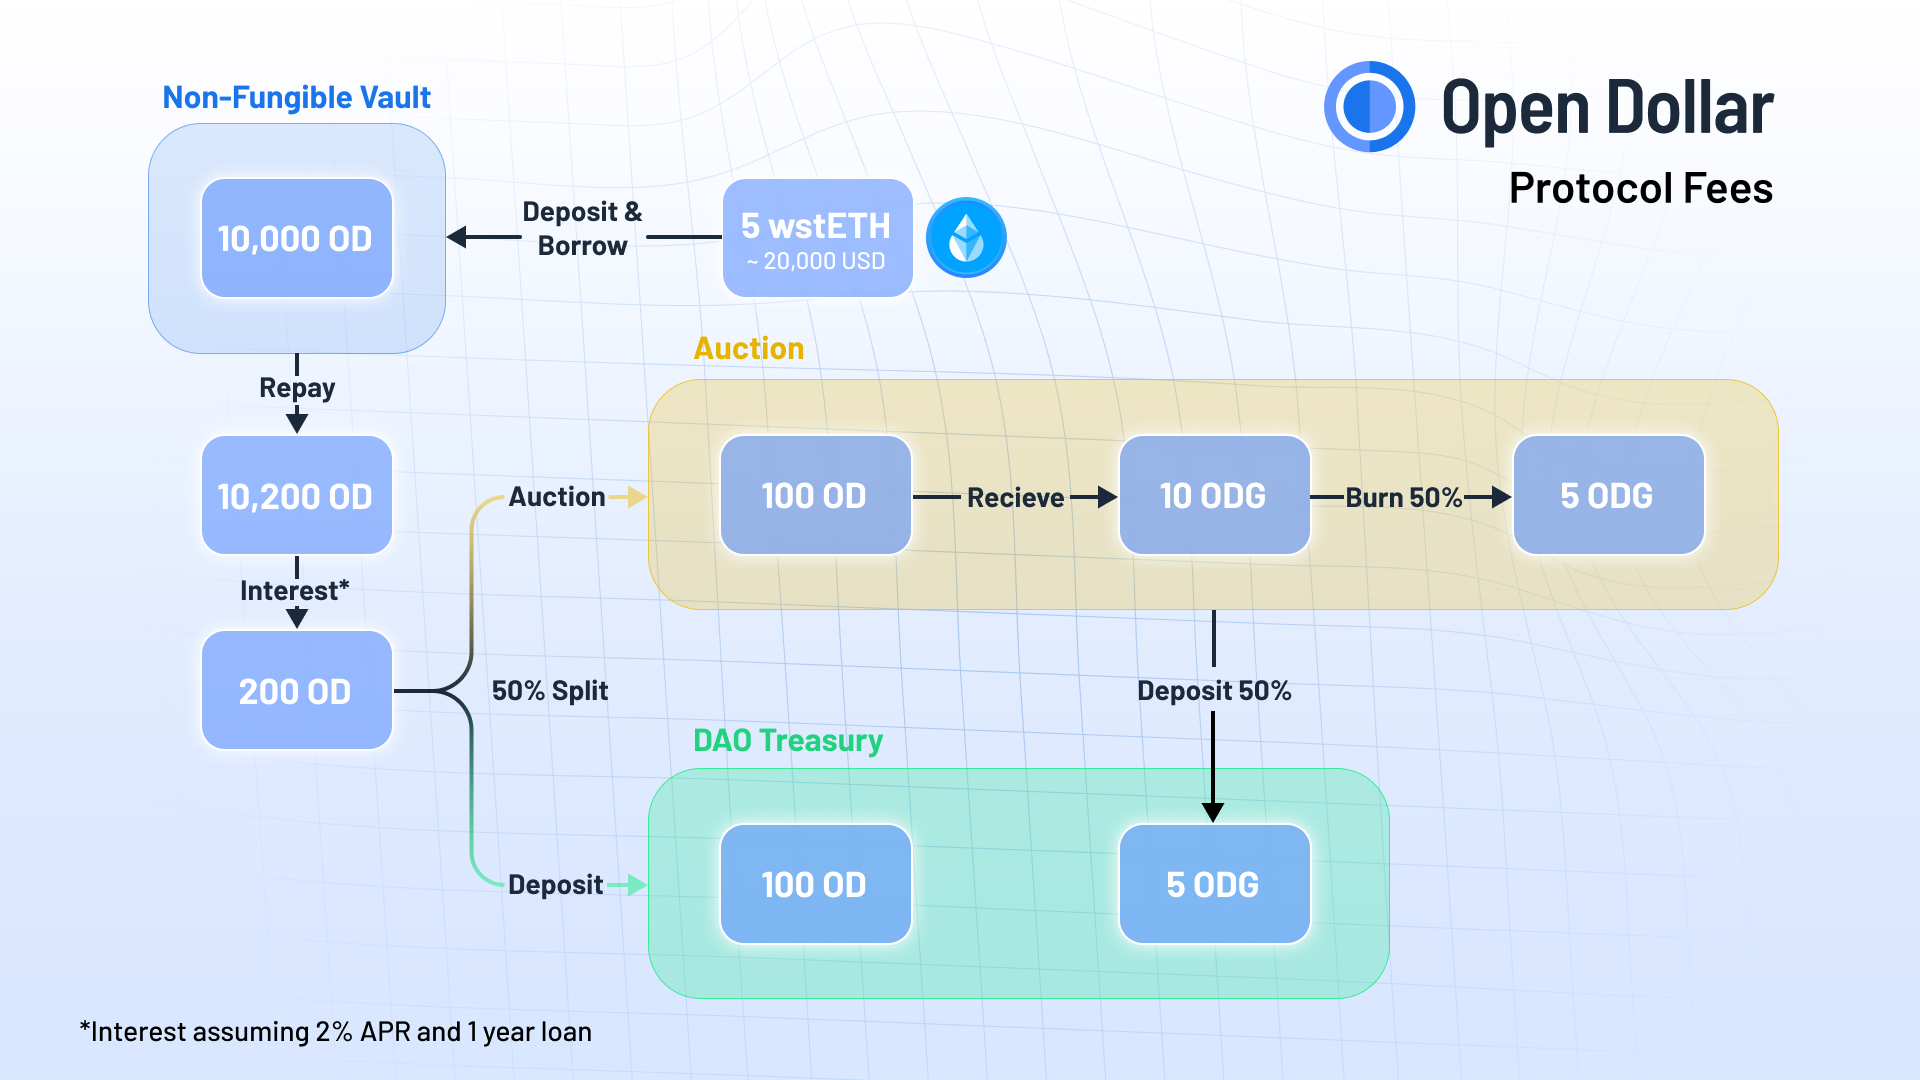 Open Dollar
Protocol Fees
Non-Fungible Vault
10,000 OD
Deposit &
Borrow
5 wstETH
~ 20,000 USD
Repay
10,200 OD
Interest*
200 OD
50% Split
Auction
Auction
100 OD
Recieve
10 ODG
Burn 50%
5 ODG
Deposit 50%
Deposit
DAO Treasury
100 OD
5 ODG
*Interest assuming 2% APR and 1 year loan